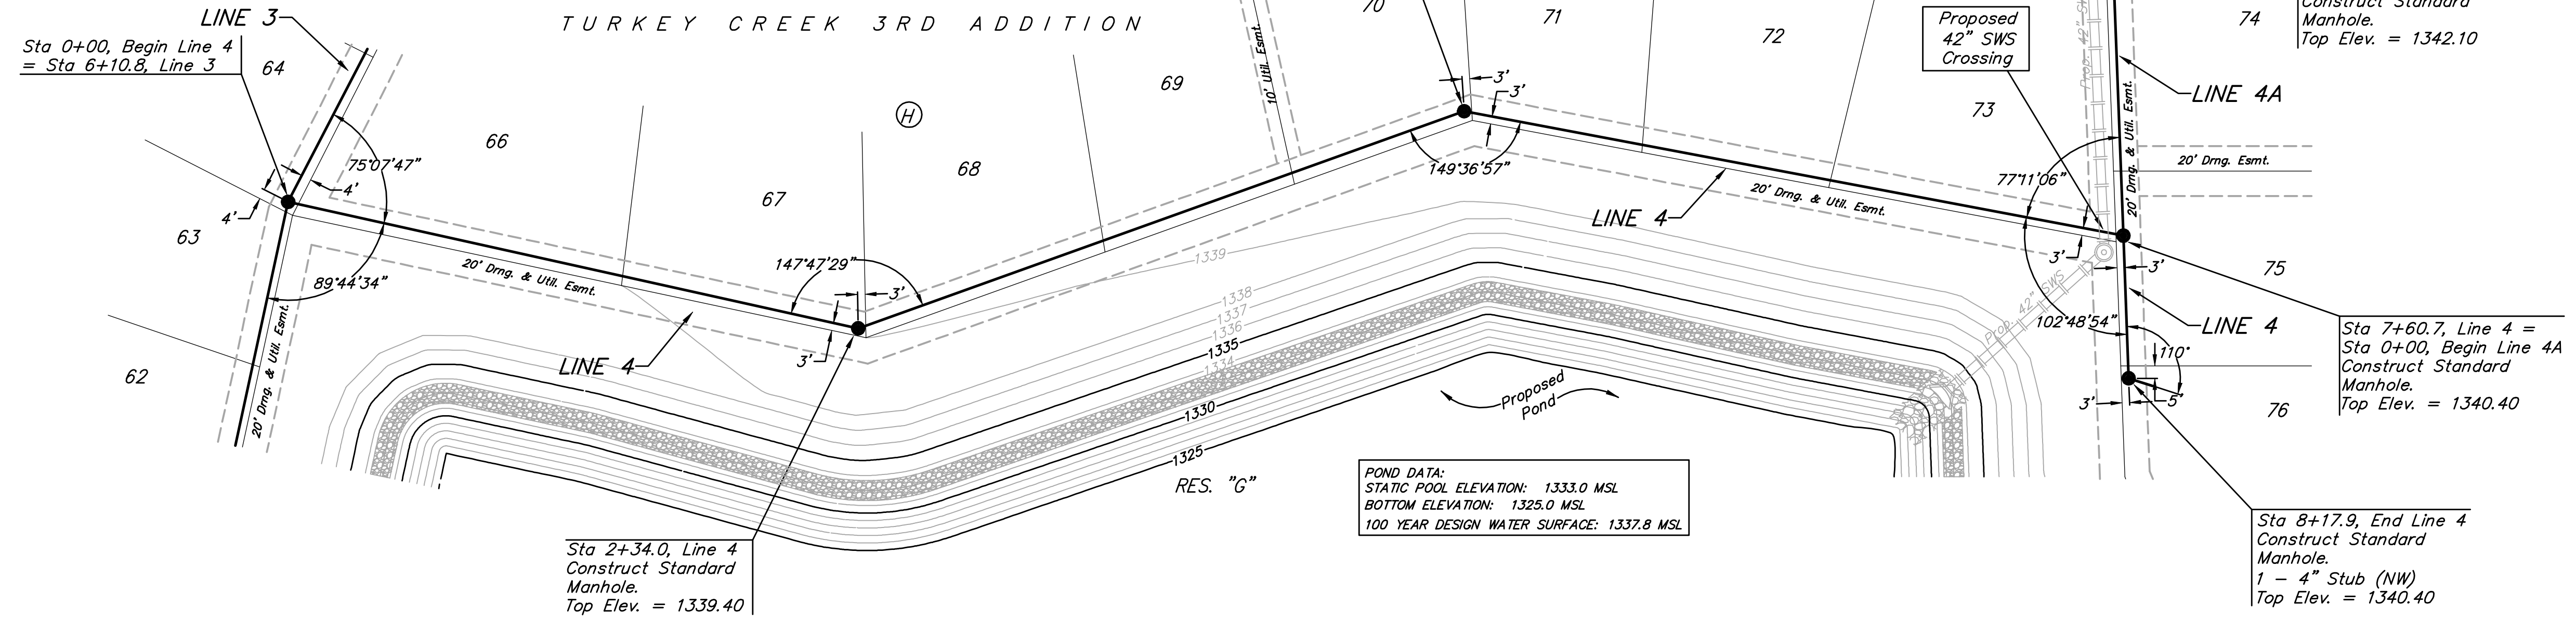 LINE 3
Sta 0+00, Begin Line 4
= Sta 6+10.8, Line 3
64
TURKEY CREEK 3RD ADDITION
70
71
72
Proposed
42" SWS
Crossing
Prop. 42"
74
Construct Standard
Manhole.
Top Elev. = 1342.10
66
H
69
10' Util. Esmt.
3'
3'
73
LINE 4A
20' Drng. & Util. Esmt.
20' Drng. Esmt.
75°07'47"
4'
4'
63
67
68
149°36'57"
LINE 4
20' Drng. & Util. Esmt.
77°11'06"
3'
3'
75
89°44'34"
20' Drng. & Util. Esmt.
147°47'29"
3'
3'
LINE 4
62
20' Drng. & Util. Esmt.
1339
1338
1337
1336
1335
1334
1330
1325
Proposed
Pond
Prop. 42" SWS
102°48'54"
LINE 4
110°
3'
5'
76
Sta 7+60.7, Line 4 =
Sta 0+00, Begin Line 4A
Construct Standard
Manhole.
Top Elev. = 1340.40
RES. "G"
POND DATA:
STATIC POOL ELEVATION: 1333.0 MSL
BOTTOM ELEVATION: 1325.0 MSL
100 YEAR DESIGN WATER SURFACE: 1337.8 MSL
Sta 2+34.0, Line 4
Construct Standard
Manhole.
Top Elev. = 1339.40
Sta 8+17.9, End Line 4
Construct Standard
Manhole.
1 - 4" Stub (NW)
Top Elev. = 1340.40